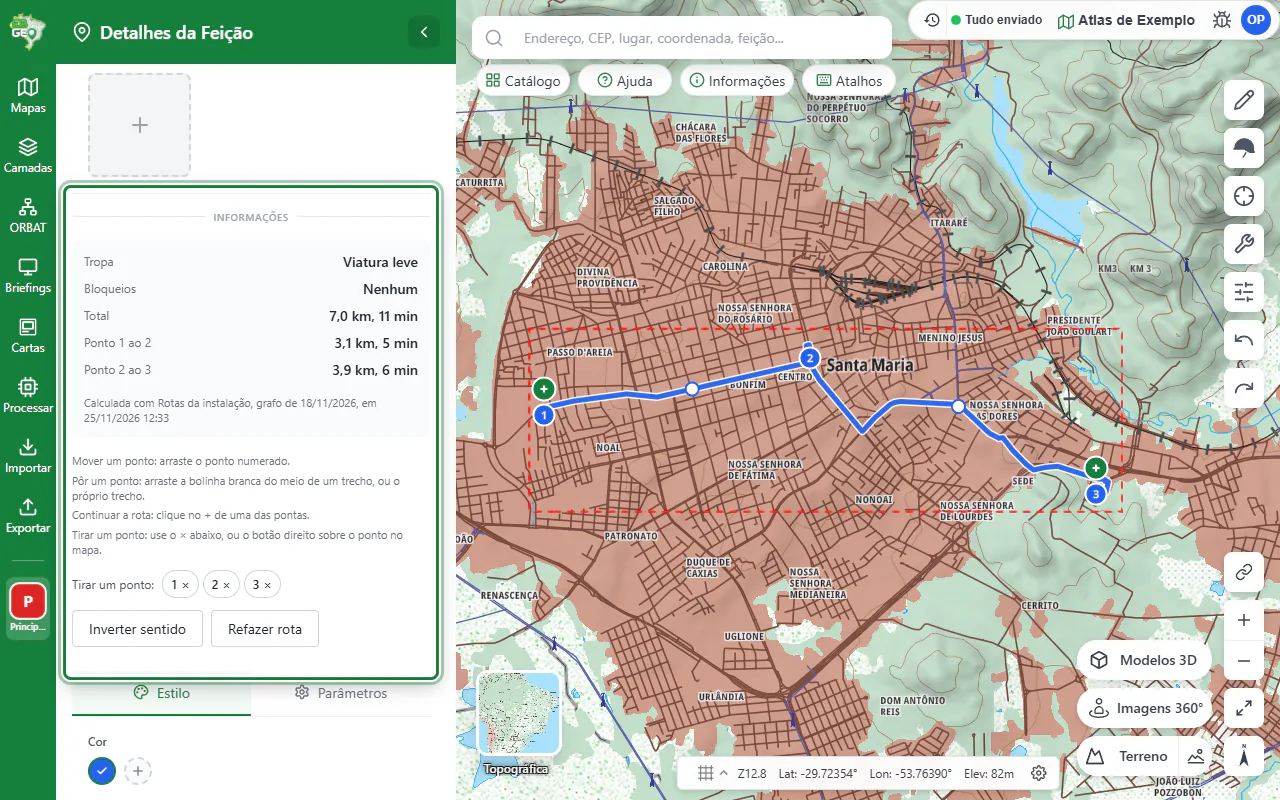 EB GEO
Detalhes da Feição
Endereço, CEP, lugar, coordenada, feição...
Tudo enviado
Atlas de Exemplo
OP
Catálogo
Ajuda
Informações
Atalhos
Mapas
Camadas
ORBAT
Briefings
Cartas
Processar
Importar
Exportar
P
Princip...
INFORMAÇÕES
Tropa Viatura leve
Bloqueios Nenhum
Total 7,0 km, 11 min
Ponto 1 ao 2 3,1 km, 5 min
Ponto 2 ao 3 3,9 km, 6 min
Calculada com Rotas da instalação, grafo de 18/11/2026, em
25/11/2026 12:33
Mover um ponto: arraste o ponto numerado.
Pôr um ponto: arraste a bolinha branca do meio de um trecho, ou o
próprio trecho.
Continuar a rota: clique no + de uma das pontas.
Tirar um ponto: use o × abaixo, ou o botão direito sobre o ponto no
mapa.
Tirar um ponto: 1 × 2 × 3 ×
Inverter sentido Refazer rota
Estilo Parâmetros
Cor
NOSSA SENHORA
DO PERPÉTUO
SOCORRO
CHÁCARA
DAS FLORES
CATURRITA
SALGADO
FILHO
ITARARÉ
DIVINA
PROVIDÊNCIA
CAROLINA
KM3 KM 3
NOSSA SENHORA
DO ROSÁRIO
PRESIDENTE
JOÃO GOULART
MENINO JESUS
PASSO D'AREIA
2
Santa Maria
CENTRO
BONFIM
1
NOSSA SENHORA
DAS DORES
NOAL
NOSSA SENHORA
DE FÁTIMA
SEDE
3
NONOAI
NOSSA SENHORA
DE LOURDES
PATRONATO
OÃO
DUQUE DE
CAXIAS
NOSSA
SENHORA
MEDIANEIRA
RENASCENÇA
CERRITO
UGLIONE
URLÂNDIA
DOM ANTÔNIO
REIS
JOÃO LUIZ
POZZOBON
Topográfica
Modelos 3D
Imagens 360°
Terreno
N
Z12.8 Lat: -29.72354° Lon: -53.76390° Elev: 82m